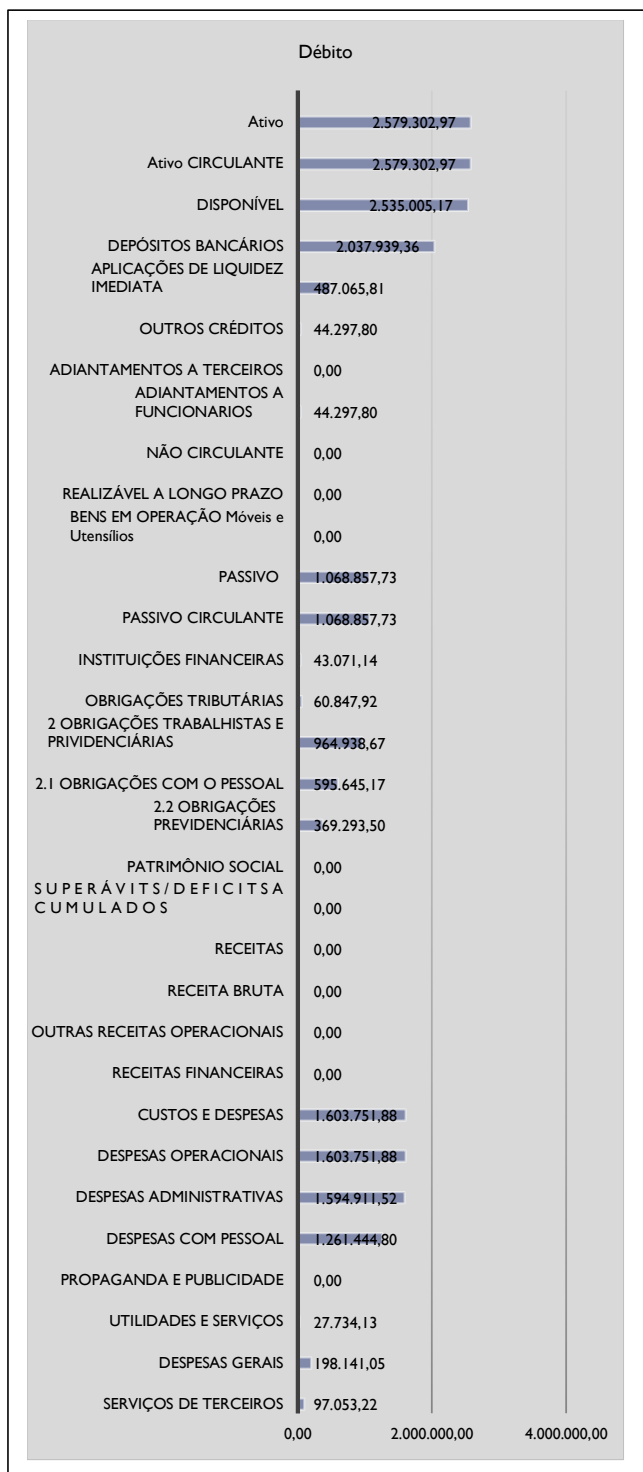 Débito
Ativo 2.579.302,97
Ativo CIRCULANTE 2.579.302,97
DISPONÍVEL 2.535.005,17
DEPÓSITOS BANCÁRIOS 2.037.939,36
APLICAÇÕES DE LIQUIDEZ
IMEDIATA 487.065,81
OUTROS CRÉDITOS 44.297,80
ADIANTAMENTOS A TERCEIROS 0,00
ADIANTAMENTOS A
FUNCIONARIOS 44.297,80
NÃO CIRCULANTE 0,00
REALIZÁVEL A LONGO PRAZO 0,00
BENS EM OPERAÇÃO Móveis e
Utensílios 0,00
PASSIVO 1.068.857,73
PASSIVO CIRCULANTE 1.068.857,73
INSTITUIÇÕES FINANCEIRAS 43.071,14
OBRIGAÇÕES TRIBUTÁRIAS 60.847,92
2 OBRIGAÇÕES TRABALHISTAS E
PRIVIDENCIÁRIAS 964.938,67
2.1 OBRIGAÇÕES COM O PESSOAL 595.645,17
2.2 OBRIGAÇÕES
PREVIDENCIÁRIAS 369.293,50
PATRIMÔNIO SOCIAL 0,00
S U P E R Á V I T S / D E F I C I T S A
C U M U L A D O S 0,00
RECEITAS 0,00
RECEITA BRUTA 0,00
OUTRAS RECEITAS OPERACIONAIS 0,00
RECEITAS FINANCEIRAS 0,00
CUSTOS E DESPESAS 1.603.751,88
DESPESAS OPERACIONAIS 1.603.751,88
DESPESAS ADMINISTRATIVAS 1.594.911,52
DESPESAS COM PESSOAL 1.261.444,80
PROPAGANDA E PUBLICIDADE 0,00
UTILIDADES E SERVIÇOS 27.734,13
DESPESAS GERAIS 198.141,05
SERVIÇOS DE TERCEIROS 97.053,22
0,00 2.000.000,00 4.000.000,00